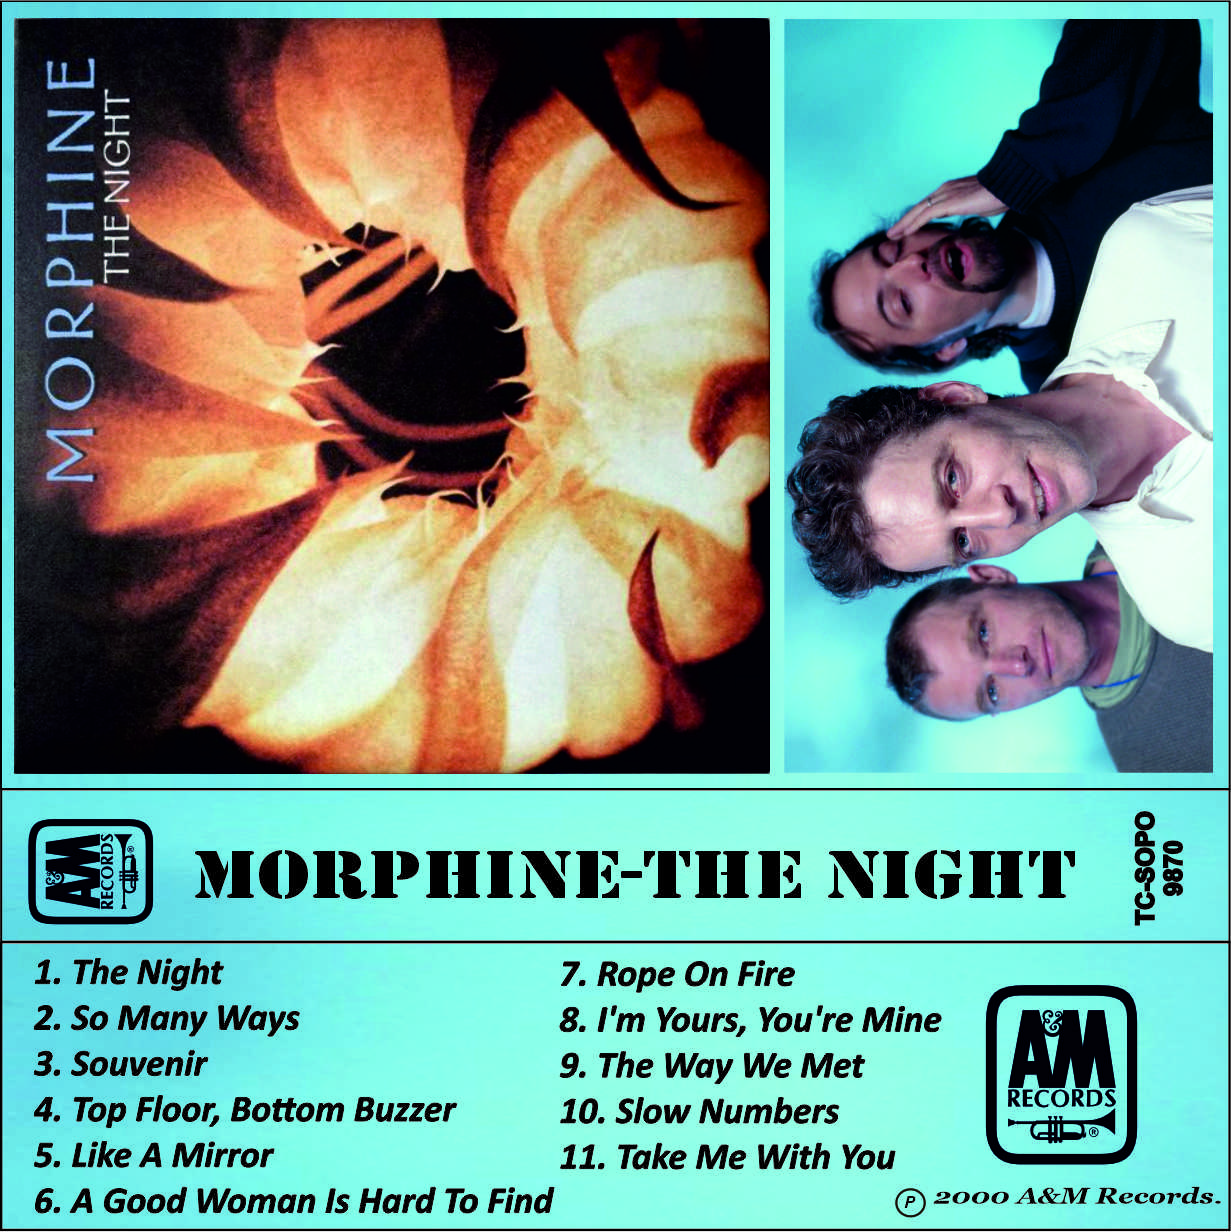 MORPHINE
THE NIGHT
A&M
RECORDS
®
MORPHINE-THE NIGHT
TC-SOPO
9870
1. The Night
2. So Many Ways
3. Souvenir
4. Top Floor, Bottom Buzzer
5. Like A Mirror
6. A Good Woman Is Hard To Find
7. Rope On Fire
8. I'm Yours, You're Mine
9. The Way We Met
10. Slow Numbers
11. Take Me With You
A&M
RECORDS
®
℗ 2000 A&M Records.